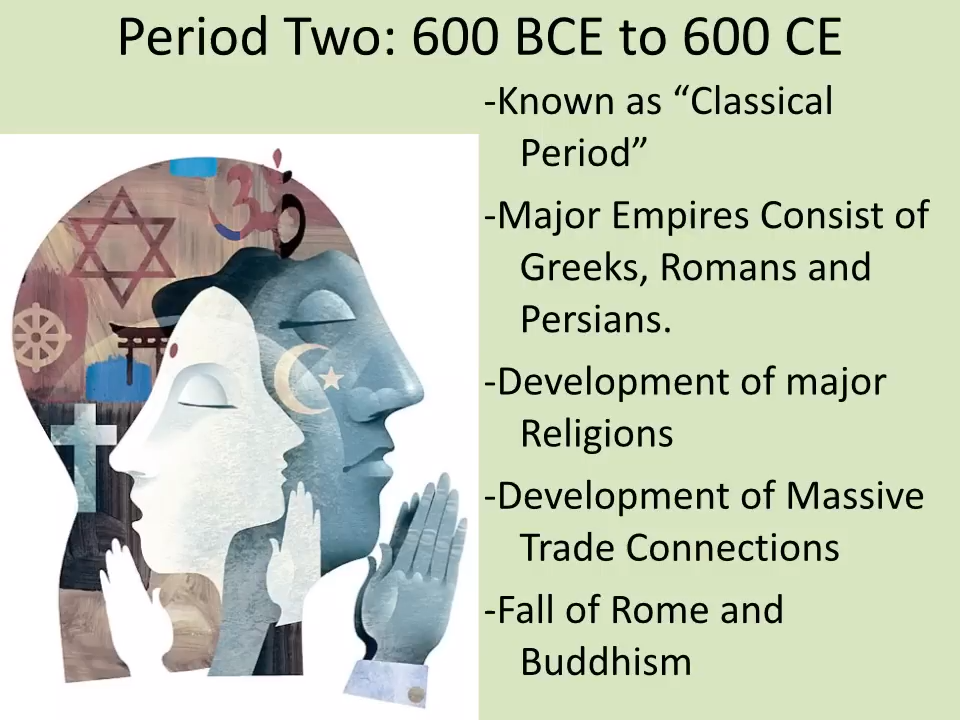 Period Two: 600 BCE to 600 CE
-Known as “Classical
Period”
-Major Empires Consist of
Greeks, Romans and
Persians.
-Development of major
Religions
-Development of Massive
Trade Connections
-Fall of Rome and
Buddhism